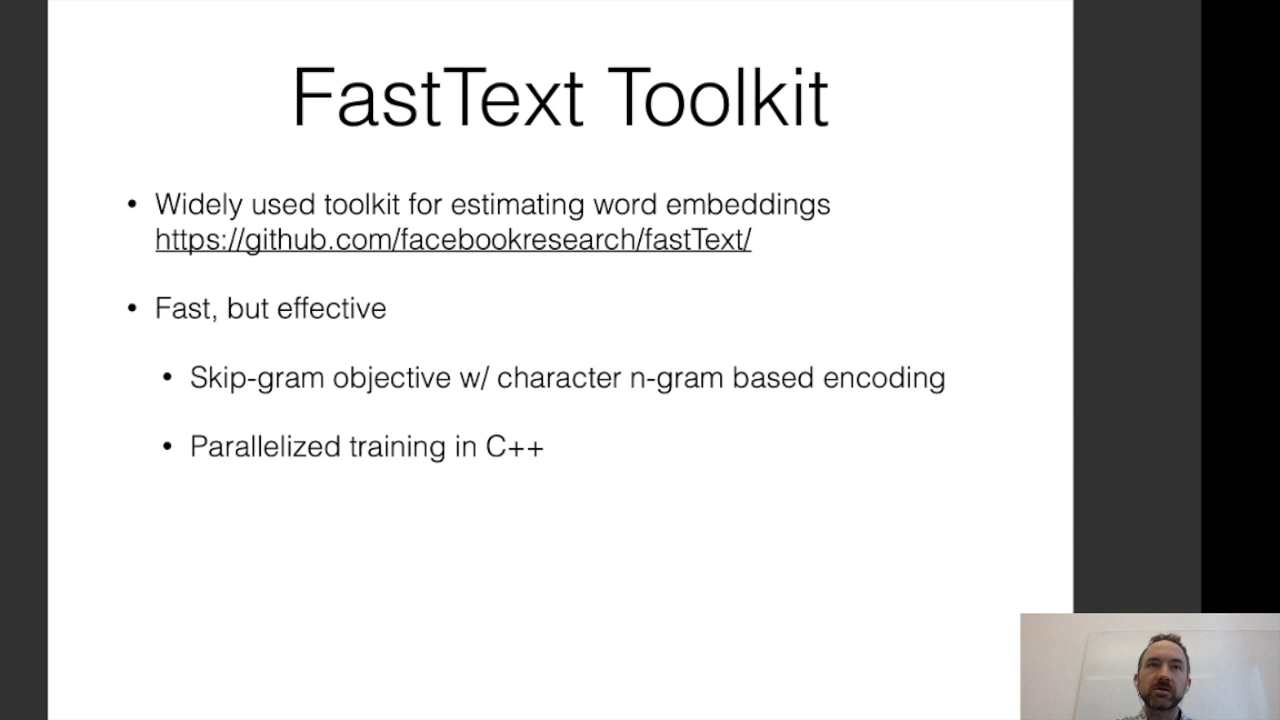 FastText Toolkit
• Widely used toolkit for estimating word embeddings
https://github.com/facebookresearch/fastText/
• Fast, but effective
• Skip-gram objective w/ character n-gram based encoding
• Parallelized training in C++